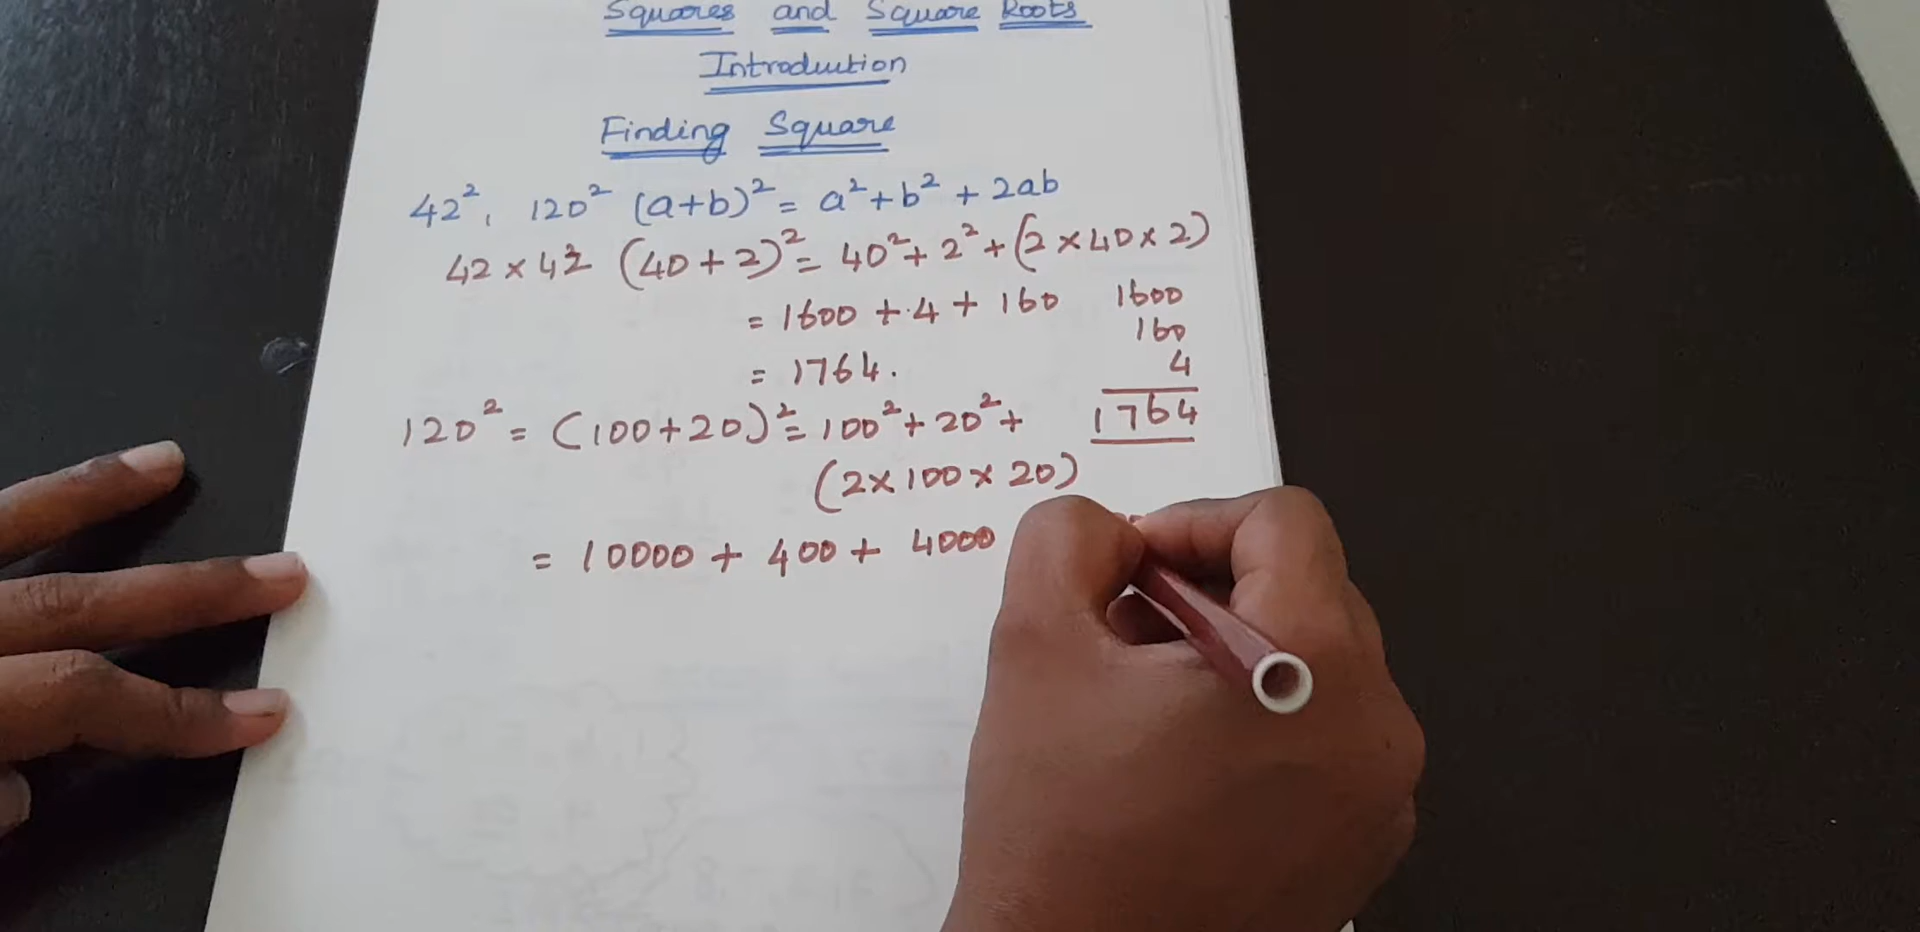 Squares and Square Roots
Introduction
Finding Square
42², 120² (a+b)² = a² + b² + 2ab
42 × 42 (40+2)² = 40² + 2² + (2×40×2)
= 1600 + 4 + 160
= 1764.
1600
160
4
1764
120² = (100+20)² = 100² + 20² +
(2×100×20)
= 10000 + 400 + 4000